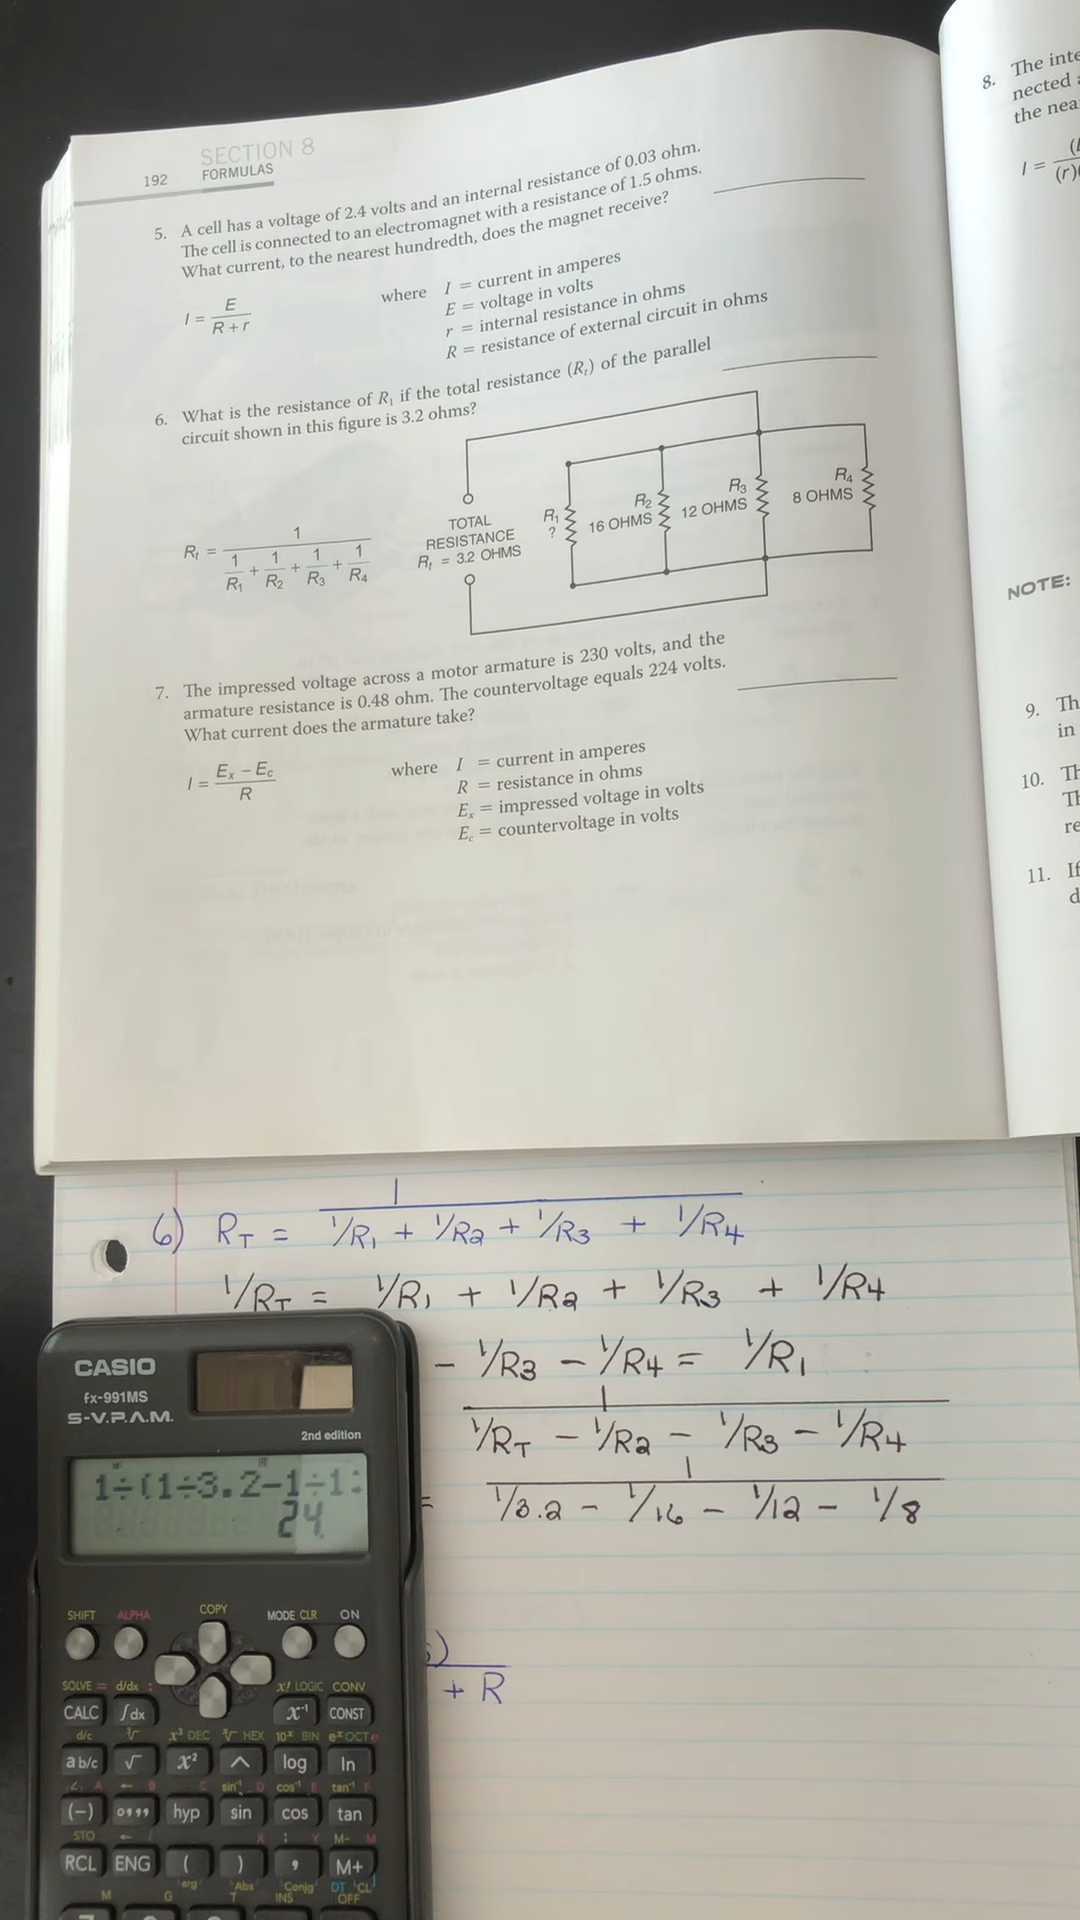 SECTION 8
192 FORMULAS
5. A cell has a voltage of 2.4 volts and an internal resistance of 0.03 ohm.
The cell is connected to an electromagnet with a resistance of 1.5 ohms.
What current, to the nearest hundredth, does the magnet receive?
I = E / R + r
where I = current in amperes
E = voltage in volts
r = internal resistance in ohms
R = resistance of external circuit in ohms
6. What is the resistance of R₁ if the total resistance (Rₜ) of the parallel
circuit shown in this figure is 3.2 ohms?
Rₜ = 1 / 1/R₁ + 1/R₂ + 1/R₃ + 1/R₄
TOTAL
RESISTANCE
Rₜ = 3.2 OHMS
R₁
?
R₂
16 OHMS
R₃
12 OHMS
R₄
8 OHMS
7. The impressed voltage across a motor armature is 230 volts, and the
armature resistance is 0.48 ohm. The countervoltage equals 224 volts.
What current does the armature take?
I = Eₓ – E꜀ / R
where I = current in amperes
R = resistance in ohms
Eₓ = impressed voltage in volts
E꜀ = countervoltage in volts
8. The inte
nected
the nea
I =
(r)
NOTE:
9. Th
in
10. Th
Th
re
11. If
d
6) R_T = 1 / 1/R₁ + 1/R₂ + 1/R₃ + 1/R₄
1/R_T = 1/R₁ + 1/R₂ + 1/R₃ + 1/R₄
– 1/R₃ – 1/R₄ = 1/R₁
1 / 1/R_T – 1/R₂ – 1/R₃ – 1/R₄
= 1 / 1/3.2 – 1/16 – 1/12 – 1/8
)
+ R
CASIO
fx-991MS
S-V.P.A.M.
2nd edition
1÷(1÷3.2-1÷1
24.
SHIFT ALPHA COPY MODE CLR ON
SOLVE = d/dx : x! LOGIC CONV
CALC ∫dx x⁻¹ CONST
d/c ³√ x³ DEC ˣ√ HEX 10ˣ BIN eˣ OCT
a b/c √ x² ^ log ln
∠ A ← B C sin⁻¹ D cos⁻¹ E tan⁻¹ F
(–) o,,, hyp sin cos tan
STO ← X ; Y M– M
RCL ENG ( ) , M+
arg Abs Conjg DT CL
M G T INS OFF